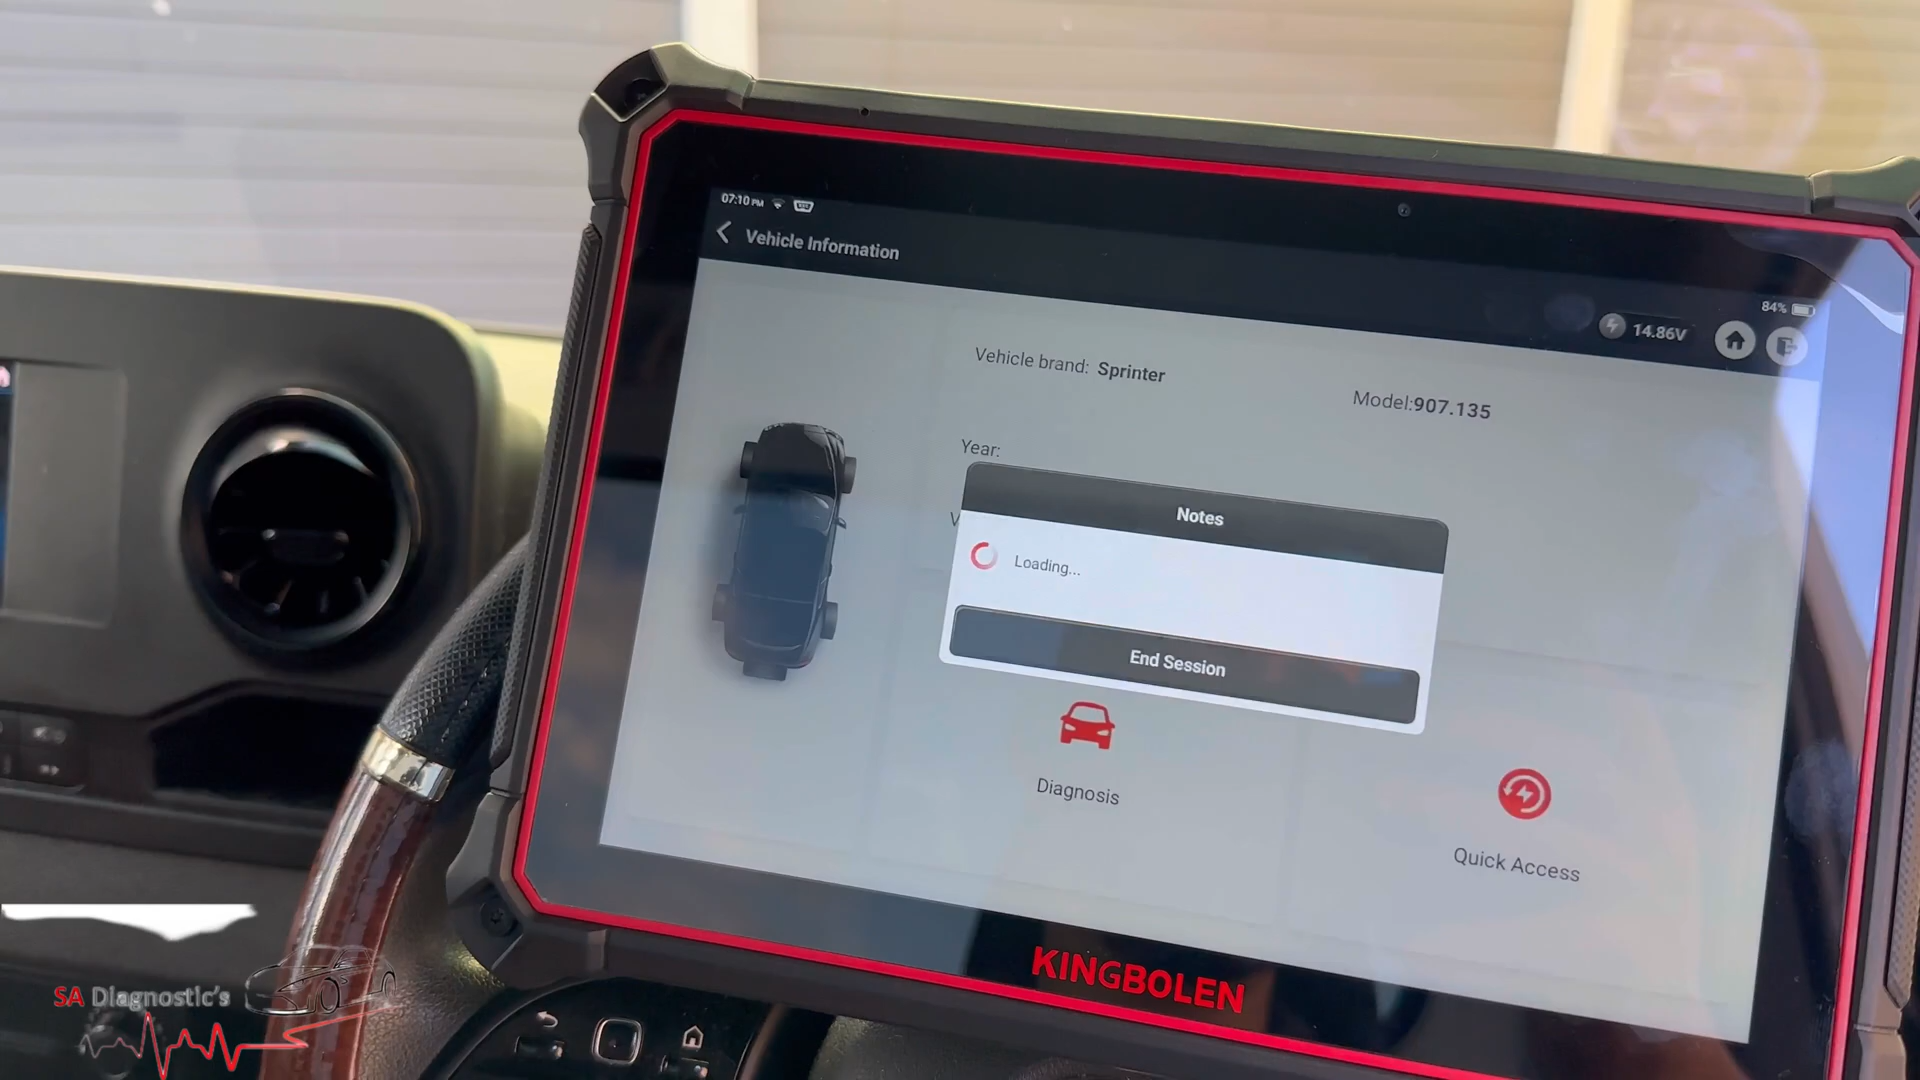 07:10 PM
Vehicle Information
84%
14.86V
Vehicle brand: Sprinter
Model:907.135
Year:
V
Notes
Loading...
End Session
Diagnosis
Quick Access
KINGBOLEN
SA Diagnostic's